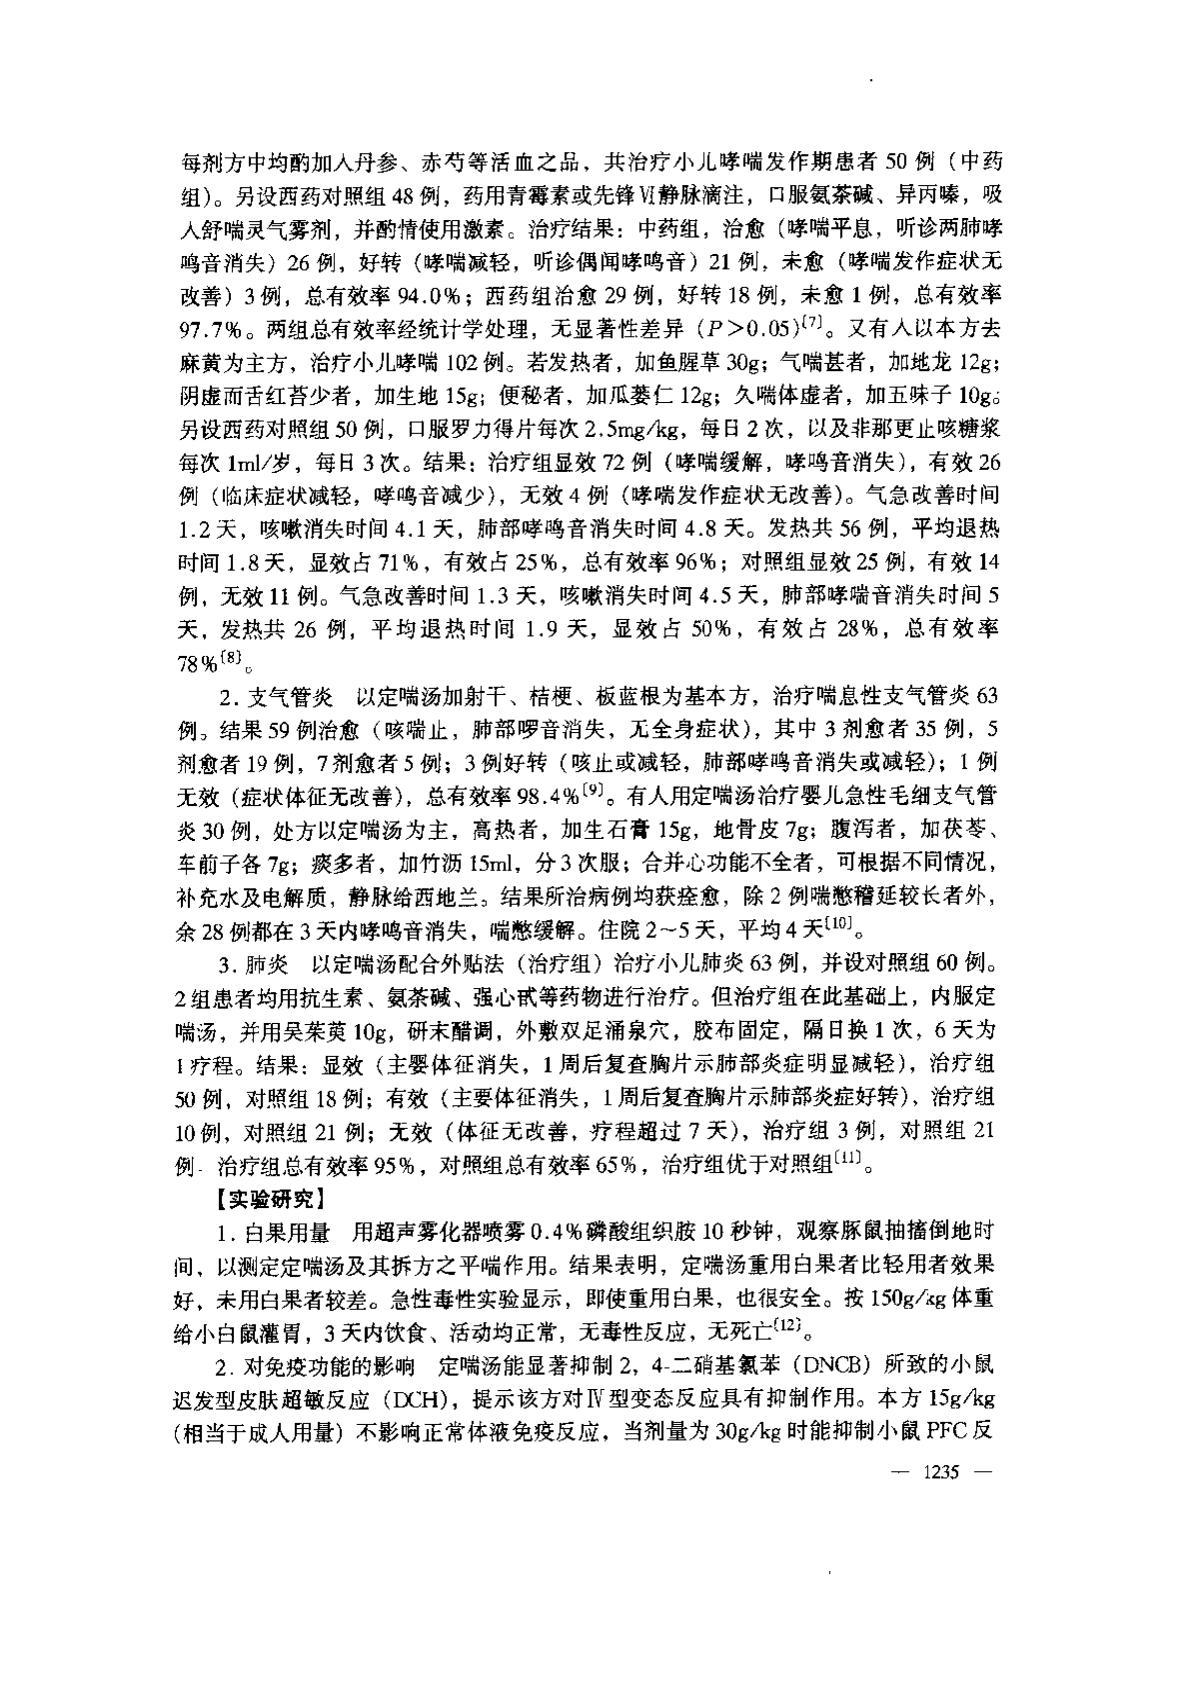 每剂方中均酌加入丹参、赤芍等活血之品，共治疗小儿哮喘发作期患者 50 例（中药
组）。另设西药对照组 48 例，药用青霉素或先锋Ⅵ静脉滴注，口服氨茶碱、异丙嗪，吸
入舒喘灵气雾剂，并酌情使用激素。治疗结果：中药组，治愈（哮喘平息，听诊两肺哮
鸣音消失）26 例，好转（哮喘减轻，听诊偶闻哮鸣音）21 例，未愈（哮喘发作症状无
改善）3 例，总有效率 94.0%；西药组治愈 29 例，好转 18 例，未愈 1 例，总有效率
97.7%。两组总有效率经统计学处理，无显著性差异（P＞0.05）〔7〕。又有人以本方去
麻黄为主方，治疗小儿哮喘 102 例。若发热者，加鱼腥草 30g；气喘甚者，加地龙 12g；
阴虚而舌红苔少者，加生地 15g；便秘者，加瓜蒌仁 12g；久喘体虚者，加五味子 10g。
另设西药对照组 50 例，口服罗力得片每次 2.5mg/kg，每日 2 次，以及非那更止咳糖浆
每次 1ml/岁，每日 3 次。结果：治疗组显效 72 例（哮喘缓解，哮鸣音消失），有效 26
例（临床症状减轻，哮鸣音减少），无效 4 例（哮喘发作症状无改善）。气急改善时间
1.2 天，咳嗽消失时间 4.1 天，肺部哮鸣音消失时间 4.8 天。发热共 56 例，平均退热
时间 1.8 天，显效占 71%，有效占 25%，总有效率 96%；对照组显效 25 例，有效 14
例，无效 11 例。气急改善时间 1.3 天，咳嗽消失时间 4.5 天，肺部哮喘音消失时间 5
天，发热共 26 例，平均退热时间 1.9 天，显效占 50%，有效占 28%，总有效率
78%〔8〕。
2. 支气管炎　以定喘汤加射干、桔梗、板蓝根为基本方，治疗喘息性支气管炎 63
例。结果 59 例治愈（咳喘止，肺部啰音消失，无全身症状），其中 3 剂愈者 35 例，5
剂愈者 19 例，7 剂愈者 5 例；3 例好转（咳止或减轻，肺部哮鸣音消失或减轻）；1 例
无效（症状体征无改善），总有效率 98.4%〔9〕。有人用定喘汤治疗婴儿急性毛细支气管
炎 30 例，处方以定喘汤为主，高热者，加生石膏 15g，地骨皮 7g；腹泻者，加茯苓、
车前子各 7g；痰多者，加竹沥 15ml，分 3 次服；合并心功能不全者，可根据不同情况，
补充水及电解质，静脉给西地兰。结果所治病例均获痊愈，除 2 例喘憋稽延较长者外，
余 28 例都在 3 天内哮鸣音消失，喘憋缓解。住院 2～5 天，平均 4 天〔10〕。
3. 肺炎　以定喘汤配合外贴法（治疗组）治疗小儿肺炎 63 例，并设对照组 60 例。
2 组患者均用抗生素、氨茶碱、强心甙等药物进行治疗。但治疗组在此基础上，内服定
喘汤，并用吴茱萸 10g，研末醋调，外敷双足涌泉穴，胶布固定，隔日换 1 次，6 天为
1 疗程。结果：显效（主要体征消失，1 周后复查胸片示肺部炎症明显减轻），治疗组
50 例，对照组 18 例；有效（主要体征消失，1 周后复查胸片示肺部炎症好转），治疗组
10 例，对照组 21 例；无效（体征无改善，疗程超过 7 天），治疗组 3 例，对照组 21
例. 治疗组总有效率 95%，对照组总有效率 65%，治疗组优于对照组〔11〕。
【实验研究】
1. 白果用量　用超声雾化器喷雾 0.4% 磷酸组织胺 10 秒钟，观察豚鼠抽搐倒地时
间，以测定定喘汤及其拆方之平喘作用。结果表明，定喘汤重用白果者比轻用者效果
好，未用白果者较差。急性毒性实验显示，即使重用白果，也很安全。按 150g/kg 体重
给小白鼠灌胃，3 天内饮食、活动均正常，无毒性反应，无死亡〔12〕。
2. 对免疫功能的影响　定喘汤能显著抑制 2，4-二硝基氯苯（DNCB）所致的小鼠
迟发型皮肤超敏反应（DCH），提示该方对Ⅳ型变态反应具有抑制作用。本方 15g/kg
（相当于成人用量）不影响正常体液免疫反应，当剂量为 30g/kg 时能抑制小鼠 PFC 反
— 1235 —